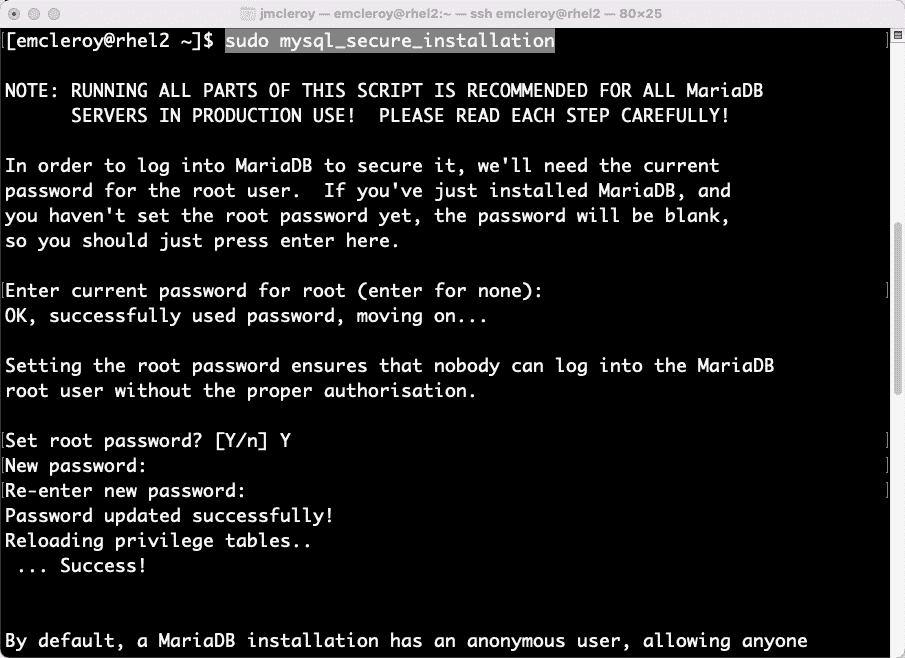 jmcleroy — emcleroy@rhel2:~ — ssh emcleroy@rhel2 — 80×25
[emcleroy@rhel2 ~]$ sudo mysql_secure_installation
NOTE: RUNNING ALL PARTS OF THIS SCRIPT IS RECOMMENDED FOR ALL MariaDB
SERVERS IN PRODUCTION USE!  PLEASE READ EACH STEP CAREFULLY!
In order to log into MariaDB to secure it, we'll need the current
password for the root user.  If you've just installed MariaDB, and
you haven't set the root password yet, the password will be blank,
so you should just press enter here.
Enter current password for root (enter for none):
OK, successfully used password, moving on...
Setting the root password ensures that nobody can log into the MariaDB
root user without the proper authorisation.
Set root password? [Y/n] Y
New password:
Re-enter new password:
Password updated successfully!
Reloading privilege tables..
... Success!
By default, a MariaDB installation has an anonymous user, allowing anyone